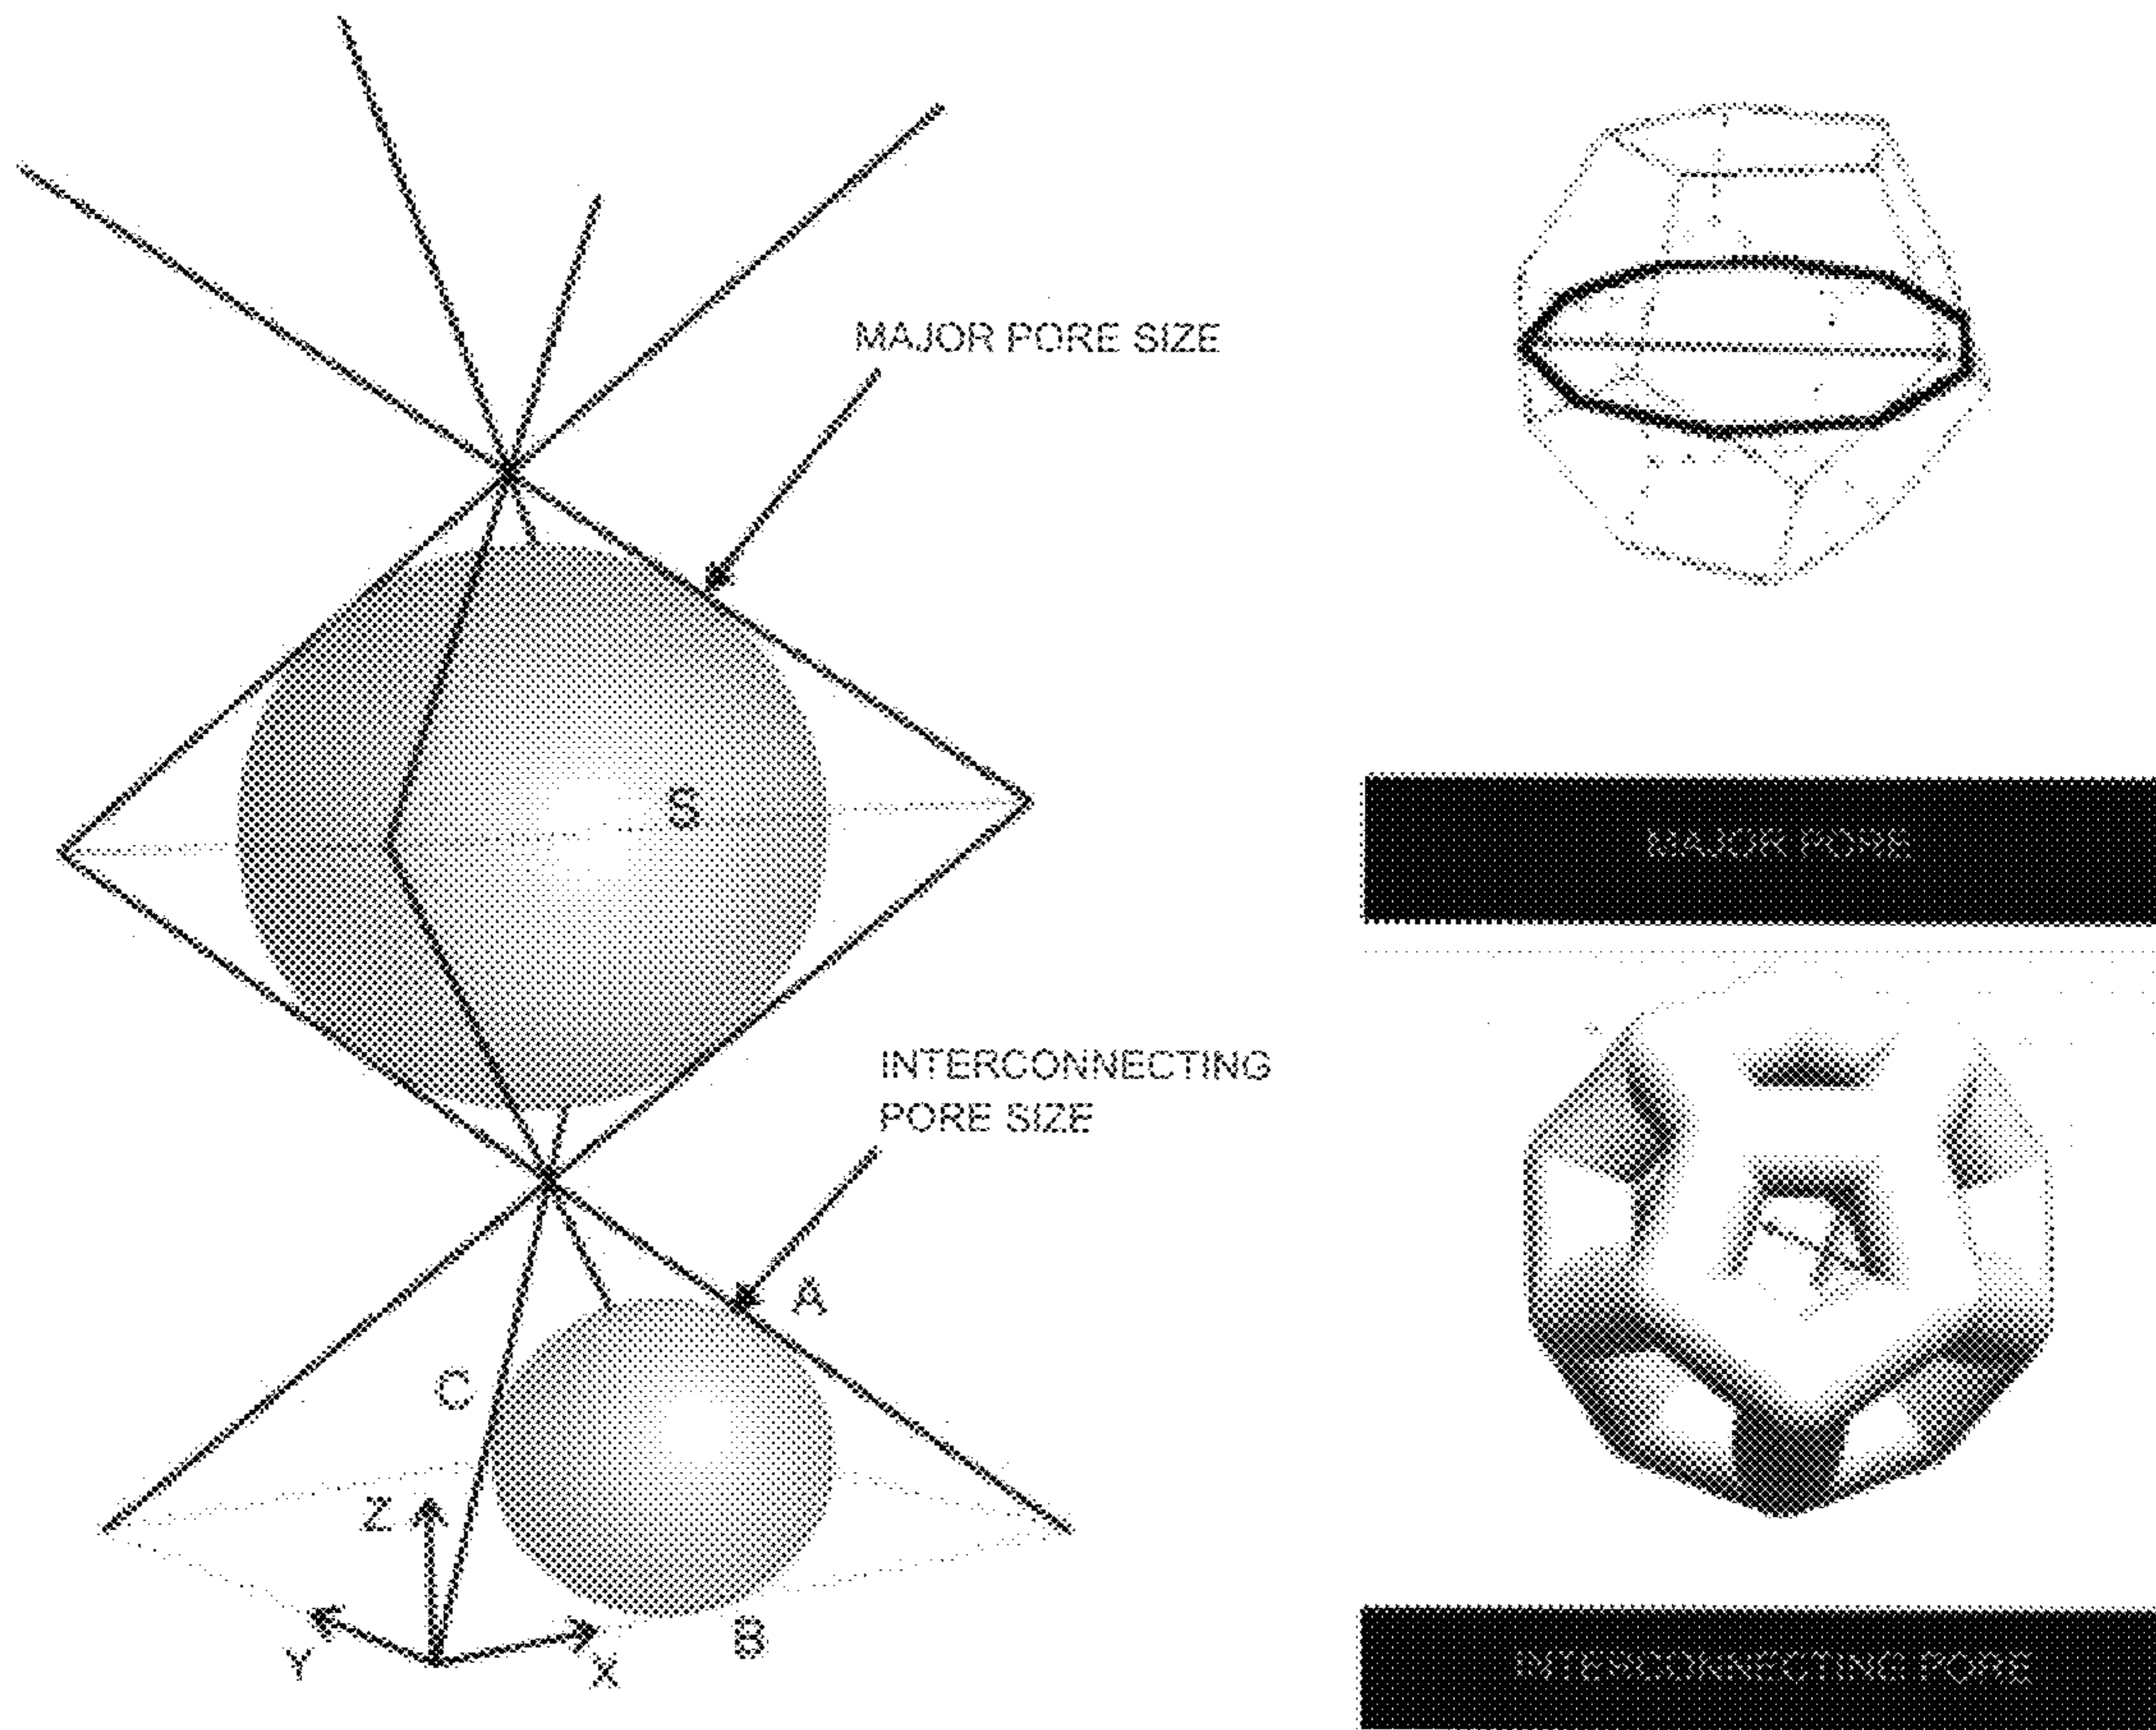 MAJOR PORE SIZE
S
MAJOR PORE
INTERCONNECTING
PORE SIZE
A
C
Z
B
Y
X
INTERCONNECTING PORE